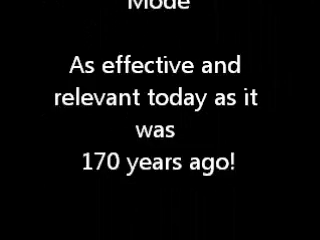 Mode
As effective and
relevant today as it
was
170 years ago!